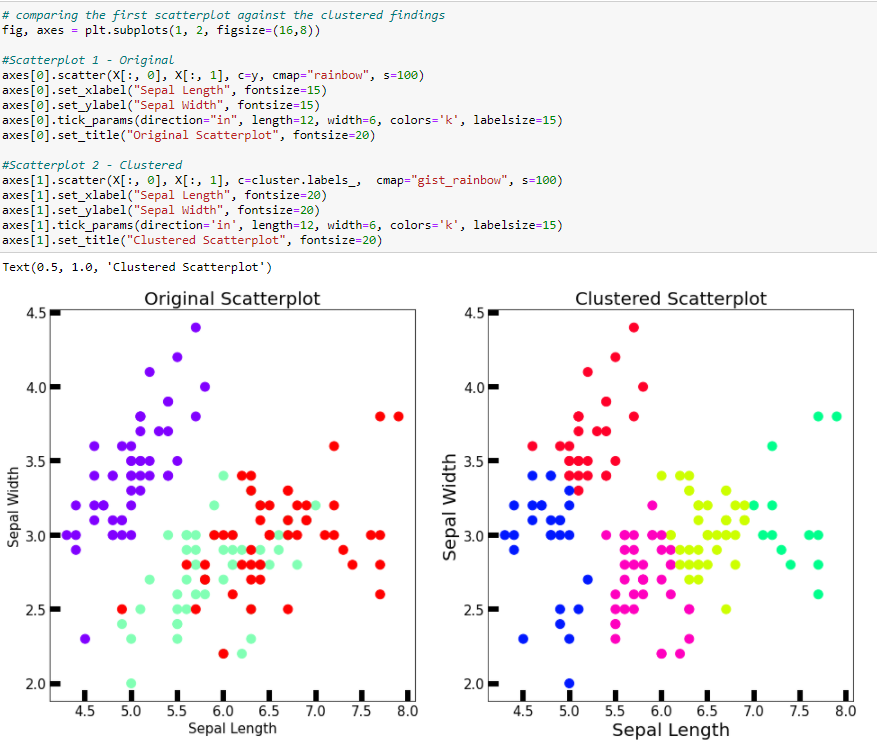 # comparing the first scatterplot against the clustered findings
fig, axes = plt.subplots(1, 2, figsize=(16,8))
#Scatterplot 1 - Original
axes[0].scatter(X[:, 0], X[:, 1], c=y, cmap="rainbow", s=100)
axes[0].set_xlabel("Sepal Length", fontsize=15)
axes[0].set_ylabel("Sepal Width", fontsize=15)
axes[0].tick_params(direction="in", length=12, width=6, colors='k', labelsize=15)
axes[0].set_title("Original Scatterplot", fontsize=20)
#Scatterplot 2 - Clustered
axes[1].scatter(X[:, 0], X[:, 1], c=cluster.labels_,  cmap="gist_rainbow", s=100)
axes[1].set_xlabel("Sepal Length", fontsize=20)
axes[1].set_ylabel("Sepal Width", fontsize=20)
axes[1].tick_params(direction='in', length=12, width=6, colors='k', labelsize=15)
axes[1].set_title("Clustered Scatterplot", fontsize=20)
Text(0.5, 1.0, 'Clustered Scatterplot')
Original Scatterplot
4.5
4.0
3.5
3.0
2.5
2.0
Sepal Width
4.5 5.0 5.5 6.0 6.5 7.0 7.5 8.0
Sepal Length
Clustered Scatterplot
4.5
4.0
3.5
3.0
2.5
2.0
Sepal Width
4.5 5.0 5.5 6.0 6.5 7.0 7.5 8.0
Sepal Length